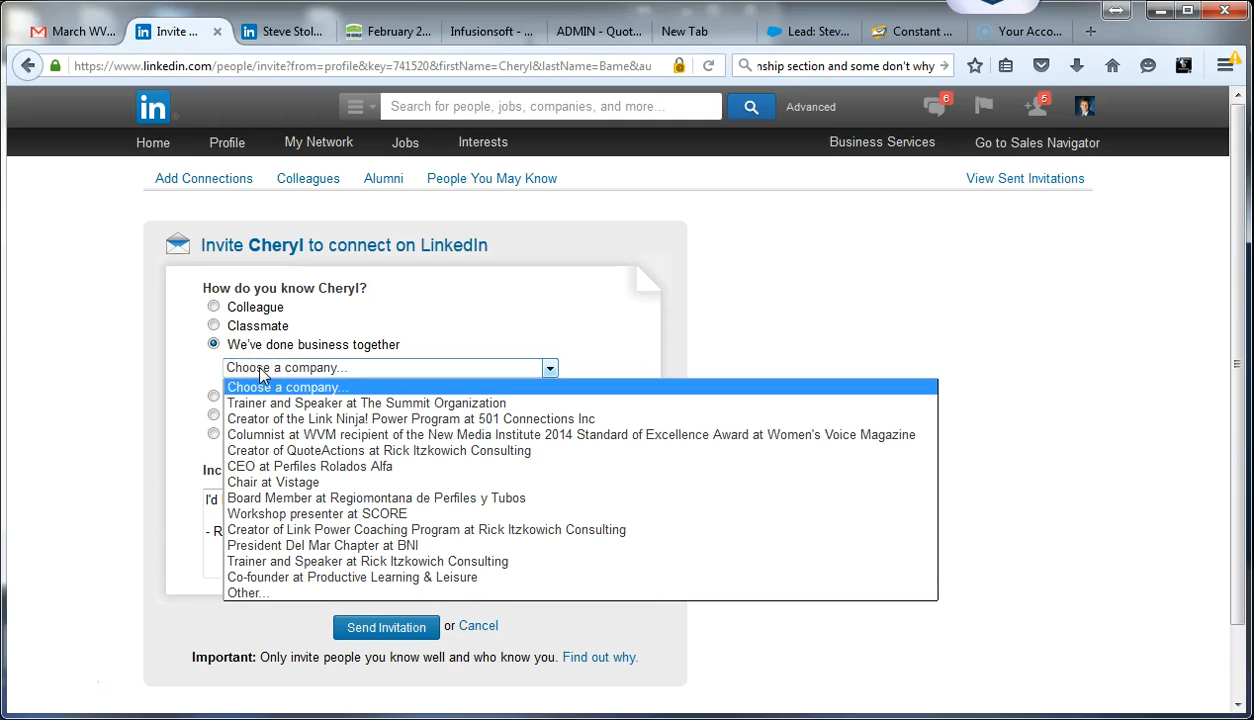 March WV...
Invite ...
Steve Stol...
February 2...
Infusionsoft - ...
ADMIN - Quot...
New Tab
Lead: Stev...
Constant ...
Your Acco...
https://www.linkedin.com/people/invite?from=profile&key=741520&firstName=Cheryl&lastName=Bame&au
nship section and some don't why
in
Search for people, jobs, companies, and more...
Advanced
6
5
Home
Profile
My Network
Jobs
Interests
Business Services
Go to Sales Navigator
Add Connections
Colleagues
Alumni
People You May Know
View Sent Invitations
Invite Cheryl to connect on LinkedIn
How do you know Cheryl?
Colleague
Classmate
We've done business together
Choose a company...
Choose a company...
Trainer and Speaker at The Summit Organization
Creator of the Link Ninja! Power Program at 501 Connections Inc
Columnist at WVM recipient of the New Media Institute 2014 Standard of Excellence Award at Women's Voice Magazine
Creator of QuoteActions at Rick Itzkowich Consulting
CEO at Perfiles Rolados Alfa
Inc
Chair at Vistage
I'd
Board Member at Regiomontana de Perfiles y Tubos
Workshop presenter at SCORE
- R
Creator of Link Power Coaching Program at Rick Itzkowich Consulting
President Del Mar Chapter at BNI
Trainer and Speaker at Rick Itzkowich Consulting
Co-founder at Productive Learning & Leisure
Other...
Send Invitation or Cancel
Important: Only invite people you know well and who know you. Find out why.